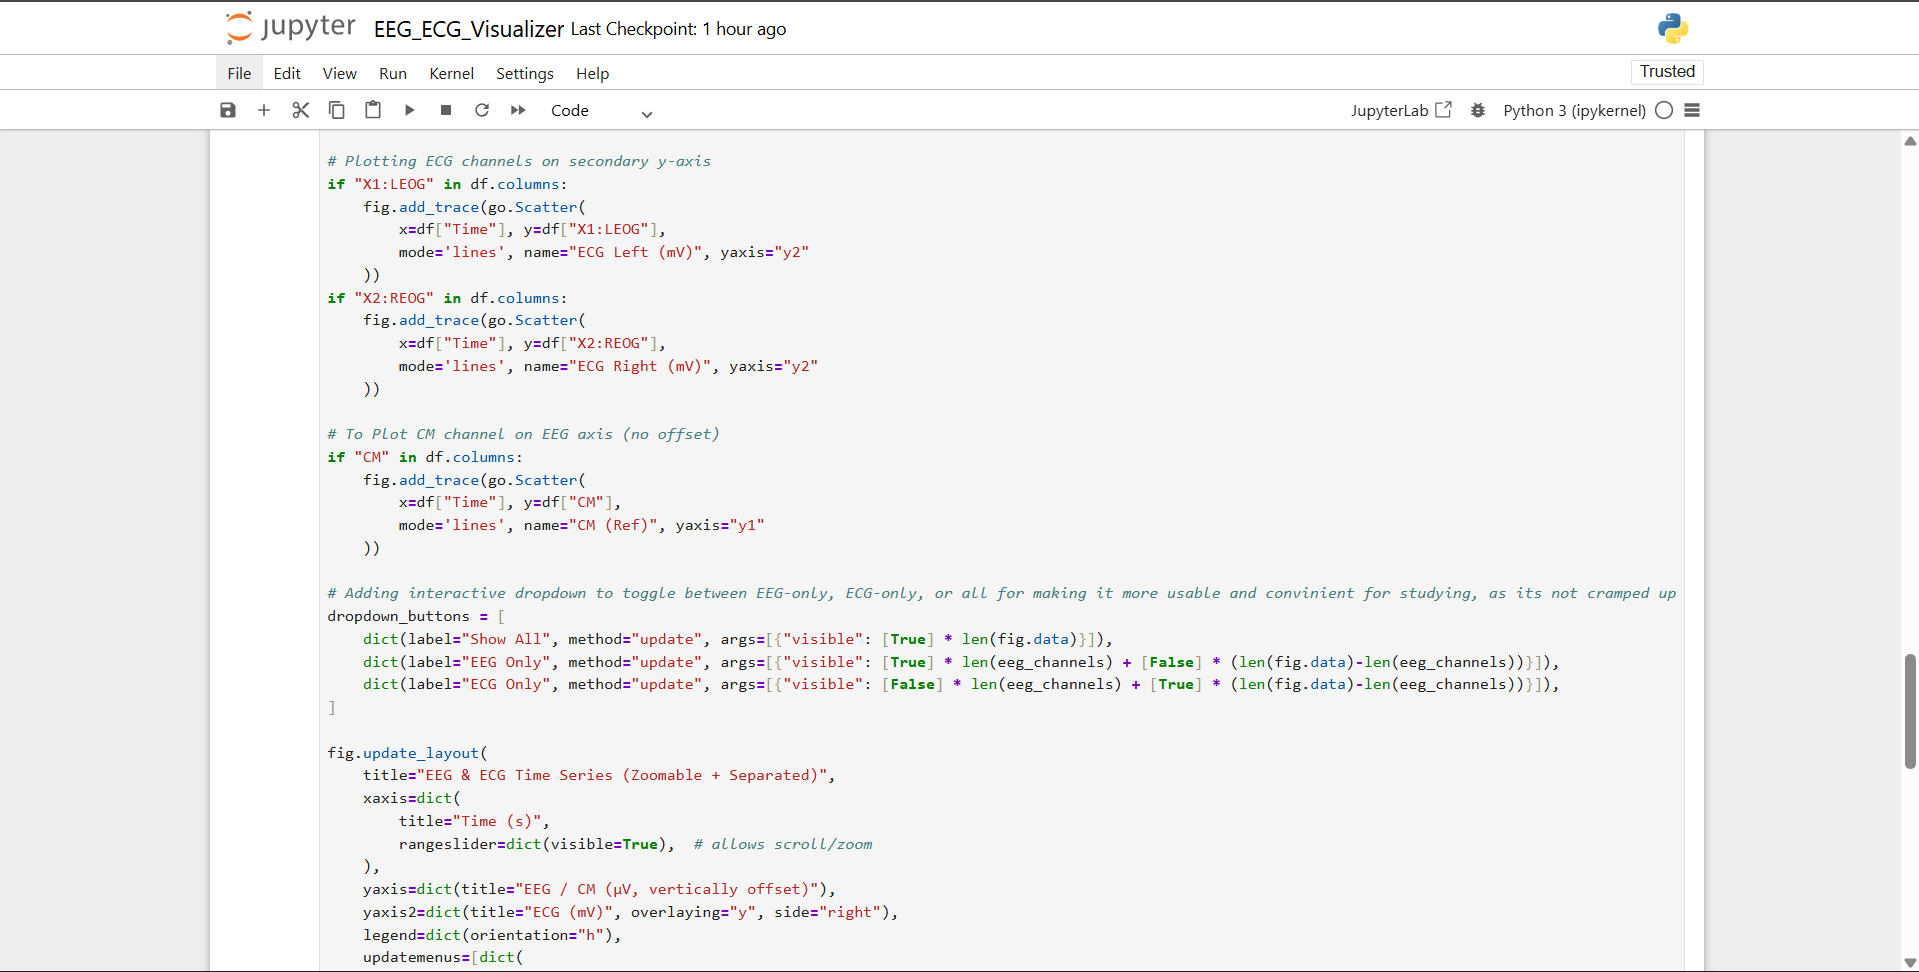 jupyter EEG_ECG_Visualizer Last Checkpoint: 1 hour ago
File Edit View Run Kernel Settings Help Trusted
Code JupyterLab Python 3 (ipykernel)
# Plotting ECG channels on secondary y-axis
if "X1:LEOG" in df.columns:
    fig.add_trace(go.Scatter(
        x=df["Time"], y=df["X1:LEOG"],
        mode='lines', name="ECG Left (mV)", yaxis="y2"
    ))
if "X2:REOG" in df.columns:
    fig.add_trace(go.Scatter(
        x=df["Time"], y=df["X2:REOG"],
        mode='lines', name="ECG Right (mV)", yaxis="y2"
    ))
# To Plot CM channel on EEG axis (no offset)
if "CM" in df.columns:
    fig.add_trace(go.Scatter(
        x=df["Time"], y=df["CM"],
        mode='lines', name="CM (Ref)", yaxis="y1"
    ))
# Adding interactive dropdown to toggle between EEG-only, ECG-only, or all for making it more usable and convinient for studying, as its not cramped up
dropdown_buttons = [
    dict(label="Show All", method="update", args=[{"visible": [True] * len(fig.data)}]),
    dict(label="EEG Only", method="update", args=[{"visible": [True] * len(eeg_channels) + [False] * (len(fig.data)-len(eeg_channels))}]),
    dict(label="ECG Only", method="update", args=[{"visible": [False] * len(eeg_channels) + [True] * (len(fig.data)-len(eeg_channels))}]),
]
fig.update_layout(
    title="EEG & ECG Time Series (Zoomable + Separated)",
    xaxis=dict(
        title="Time (s)",
        rangeslider=dict(visible=True),  # allows scroll/zoom
    ),
    yaxis=dict(title="EEG / CM (µV, vertically offset)"),
    yaxis2=dict(title="ECG (mV)", overlaying="y", side="right"),
    legend=dict(orientation="h"),
    updatemenus=[dict(